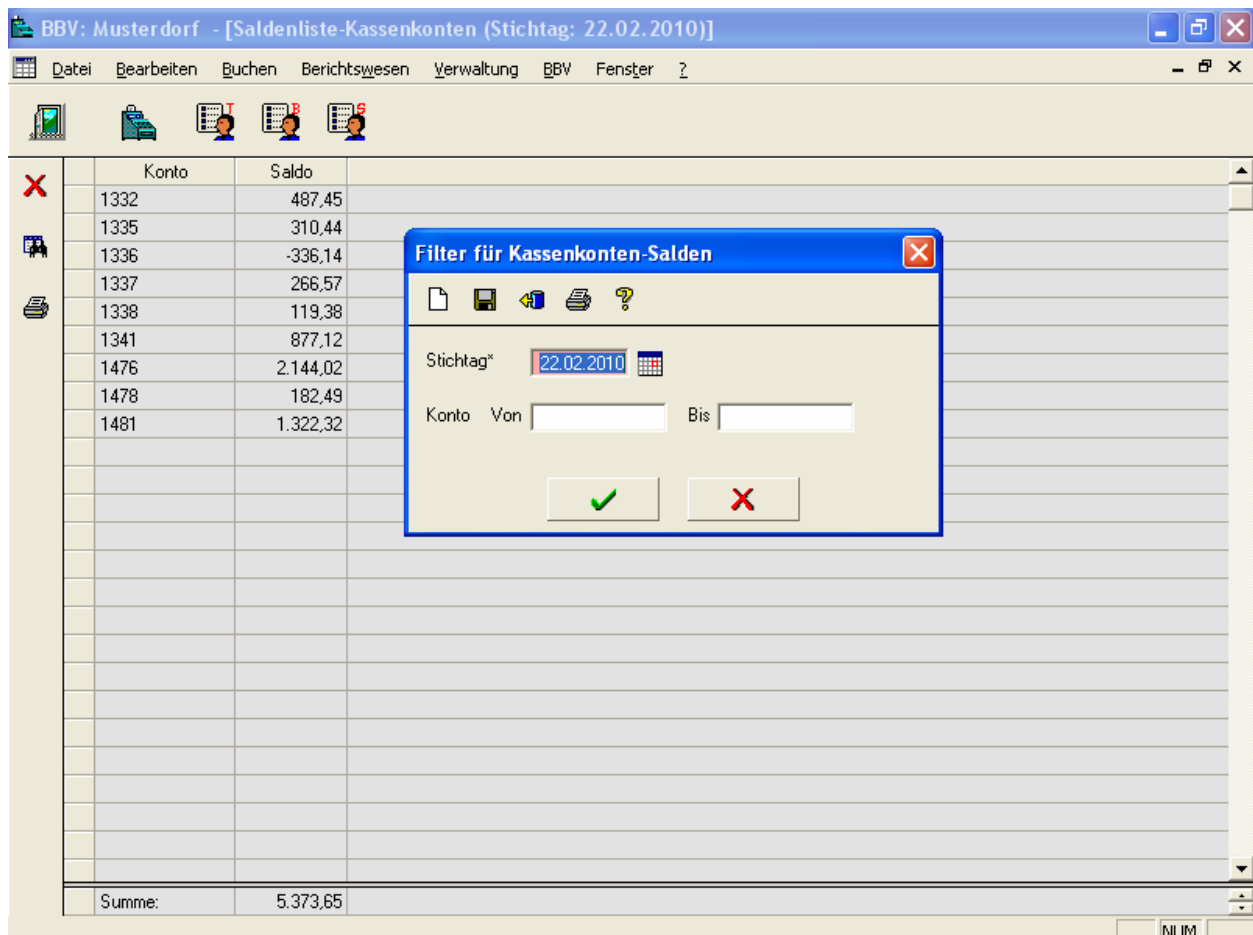 BBV: Musterdorf - [Saldenliste-Kassenkonten (Stichtag: 22.02.2010)]
Datei Bearbeiten Buchen Berichtswesen Verwaltung BBV Fenster ?
T B S
Konto Saldo
1332 487,45
1335 310,44
1336 -336,14
1337 266,57
1338 119,38
1341 877,12
1476 2.144,02
1478 182,49
1481 1.322,32
Filter für Kassenkonten-Salden
Stichtag* 22.02.2010
Konto Von Bis
Summe: 5.373,65
NUM